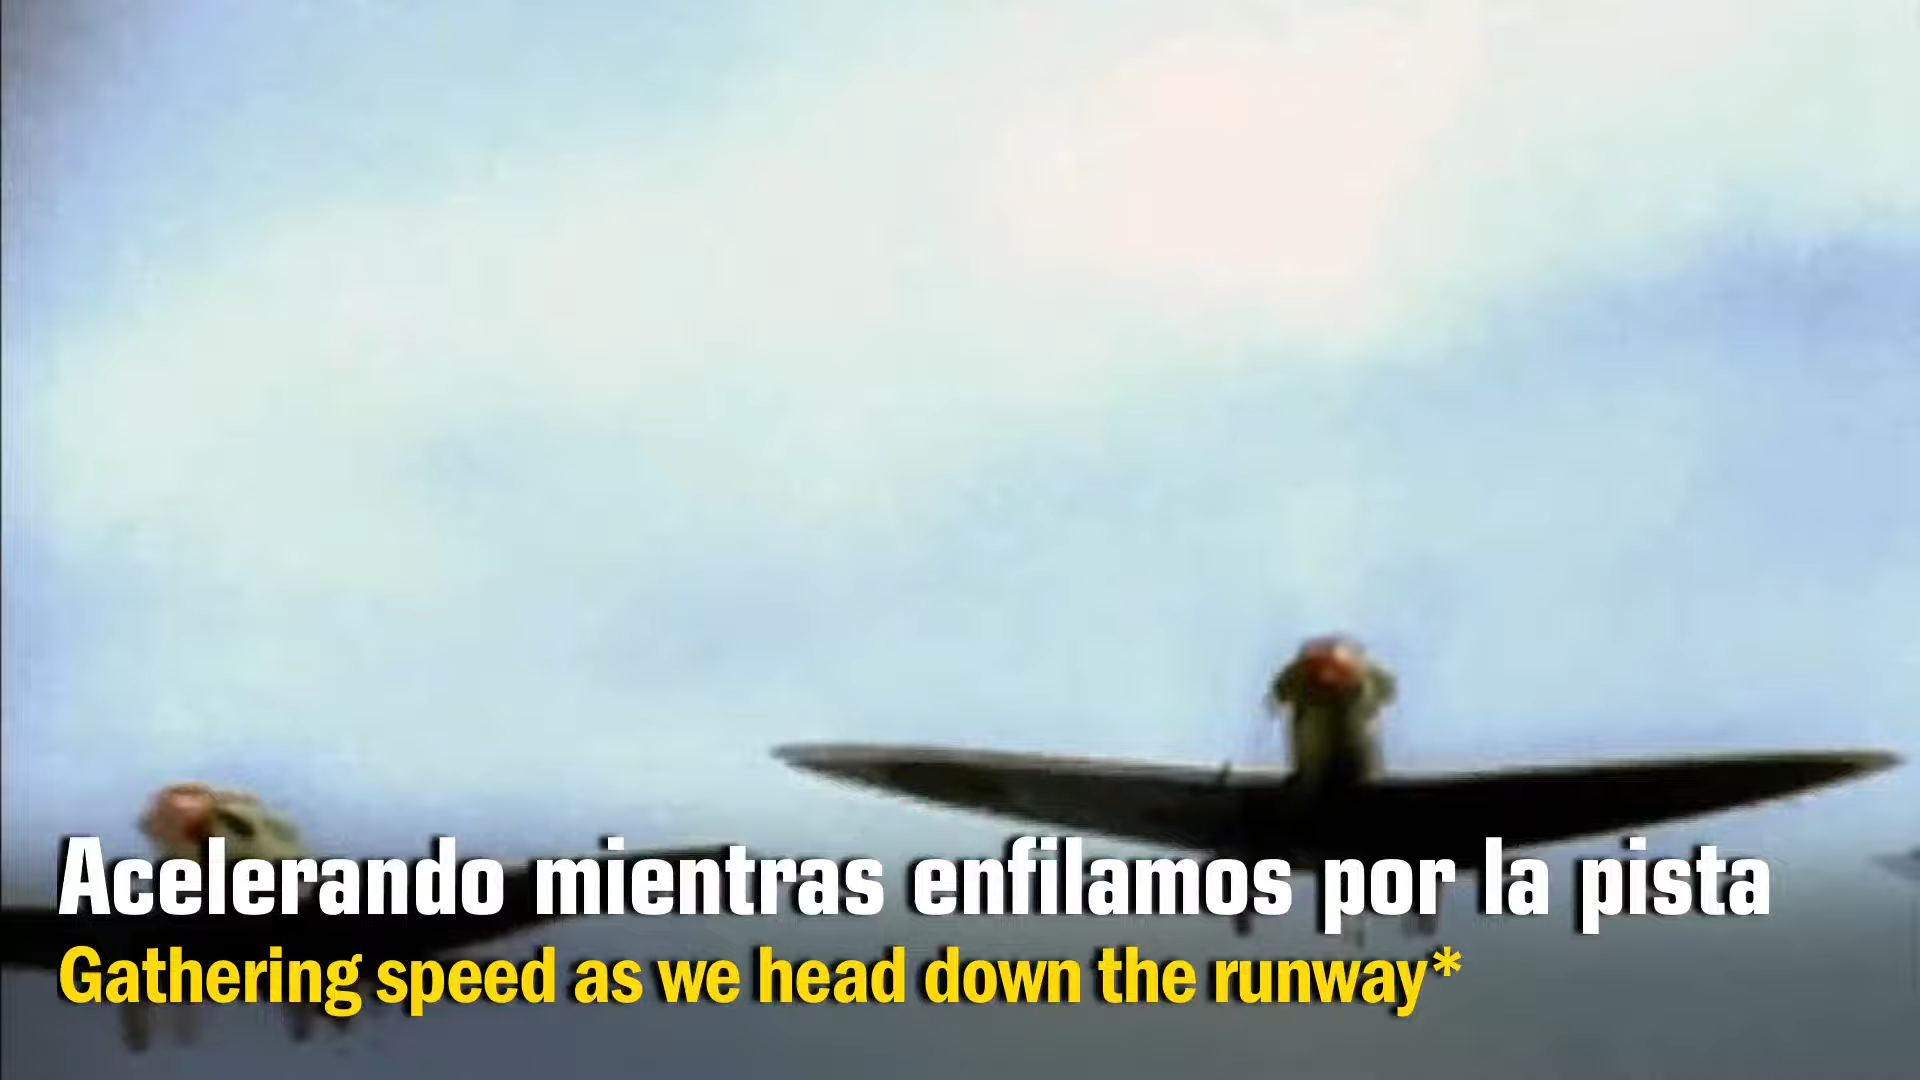 Acelerando mientras enfilamos por la pista
Gathering speed as we head down the runway*